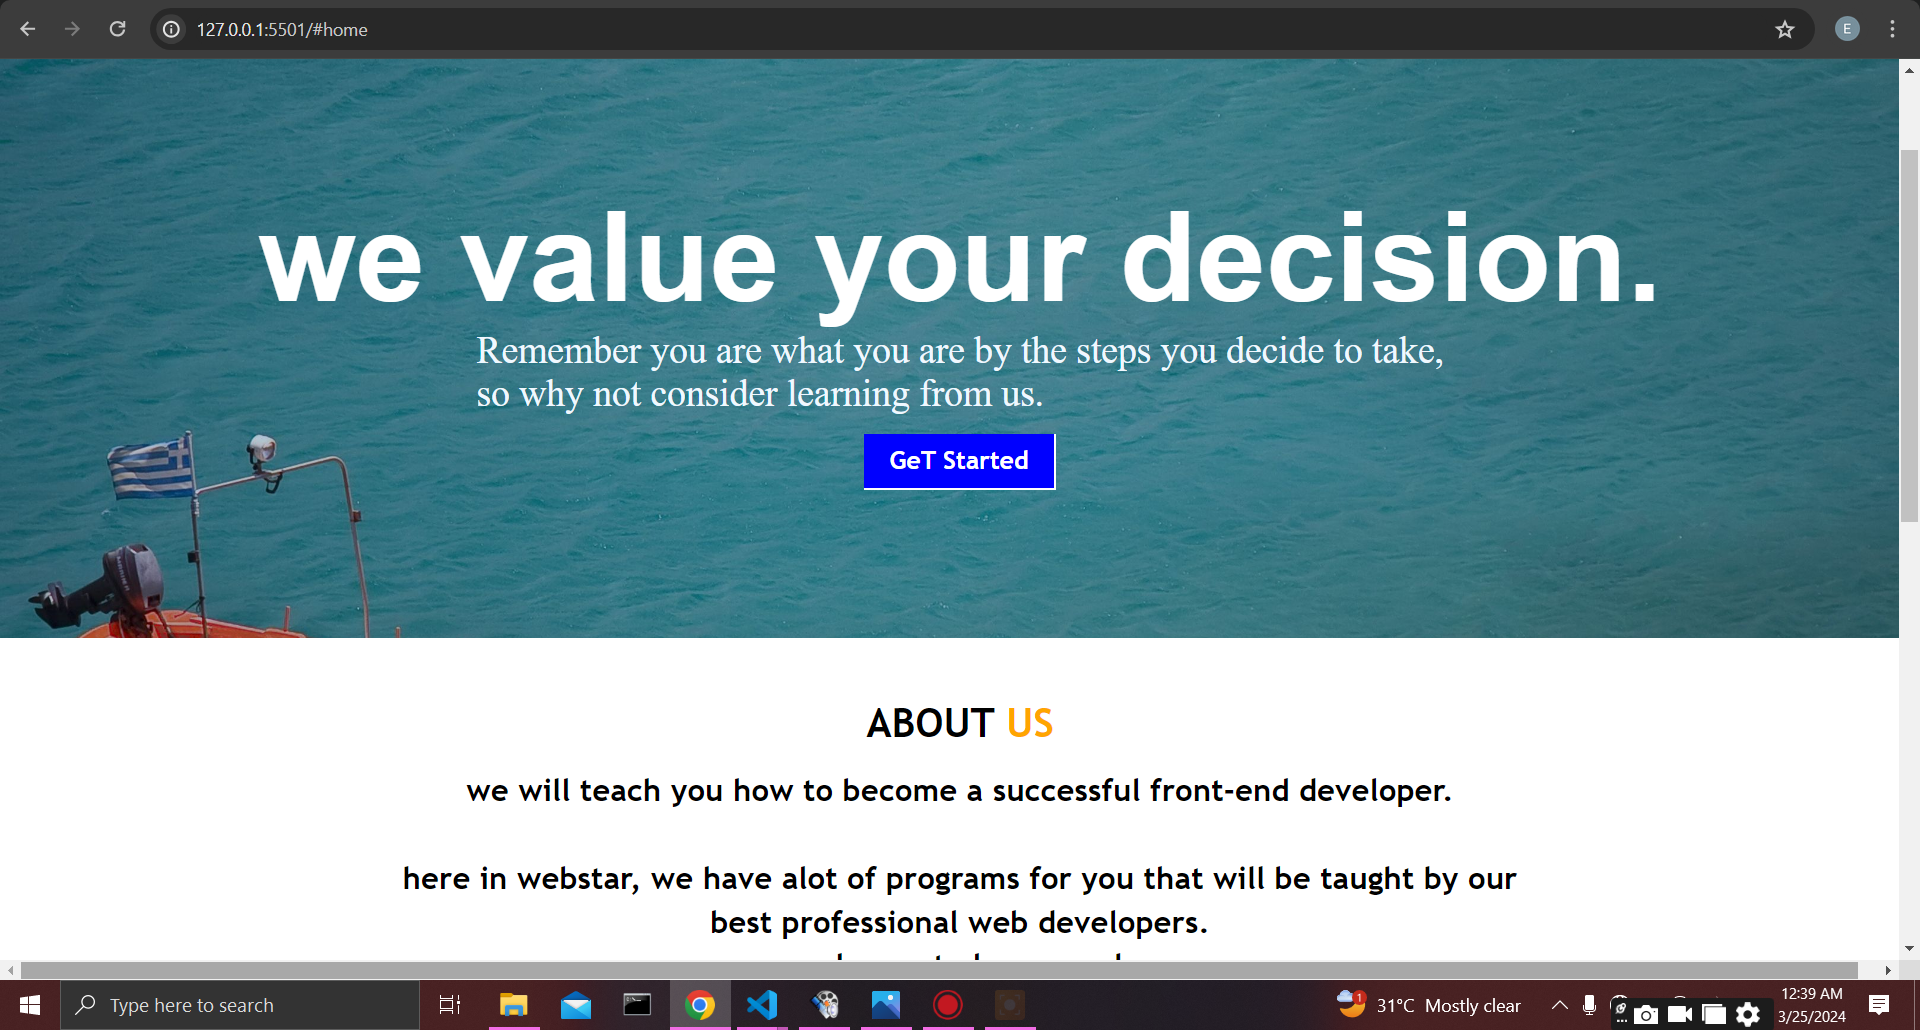 127.0.0.1:5501/#home
E
we value your decision.
Remember you are what you are by the steps you decide to take,
so why not consider learning from us.
GeT Started
ABOUT US
we will teach you how to become a successful front-end developer.
here in webstar, we have alot of programs for you that will be taught by our
best professional web developers.
Type here to search
1
31°C Mostly clear
12:39 AM
3/25/2024